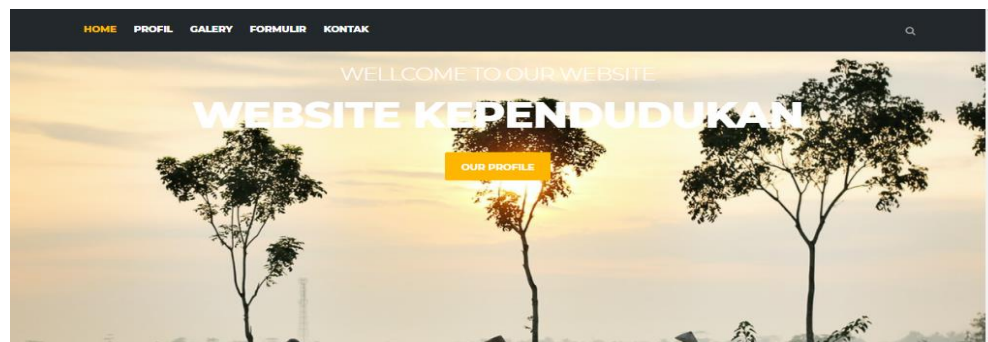 HOME PROFIL GALERY FORMULIR KONTAK
WELLCOME TO OUR WEBSITE
WEBSITE KEPENDUDUKAN
OUR PROFILE